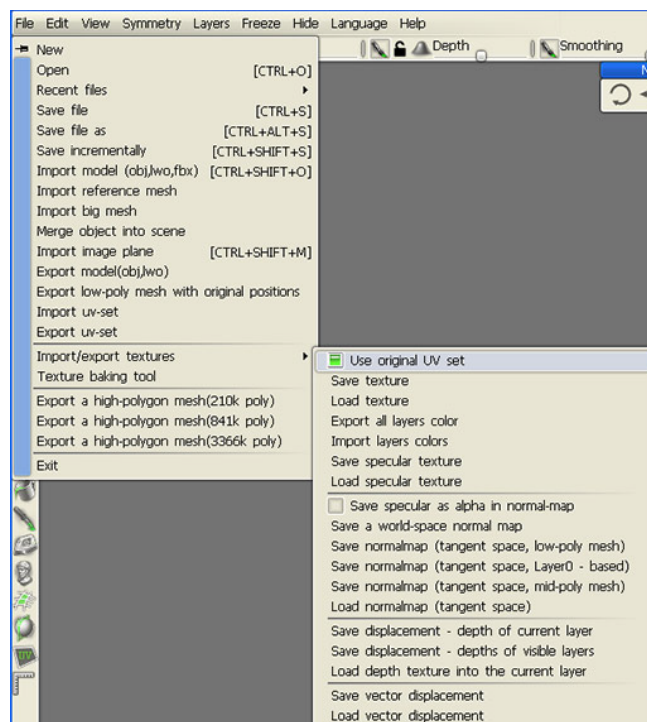 File Edit View Symmetry Layers Freeze Hide Language Help
Depth Smoothing
New
Open [CTRL+O]
Recent files
Save file [CTRL+S]
Save file as [CTRL+ALT+S]
Save incrementally [CTRL+SHIFT+S]
Import model (obj,lwo,fbx) [CTRL+SHIFT+O]
Import reference mesh
Import big mesh
Merge object into scene
Import image plane [CTRL+SHIFT+M]
Export model(obj,lwo)
Export low-poly mesh with original positions
Import uv-set
Export uv-set
Import/export textures
Texture baking tool
Export a high-polygon mesh(210k poly)
Export a high-polygon mesh(841k poly)
Export a high-polygon mesh(3366k poly)
Exit
Use original UV set
Save texture
Load texture
Export all layers color
Import layers colors
Save specular texture
Load specular texture
Save specular as alpha in normal-map
Save a world-space normal map
Save normalmap (tangent space, low-poly mesh)
Save normalmap (tangent space, Layer0 - based)
Save normalmap (tangent space, mid-poly mesh)
Load normalmap (tangent space)
Save displacement - depth of current layer
Save displacement - depths of visible layers
Load depth texture into the current layer
Save vector displacement
Load vector displacement
UV